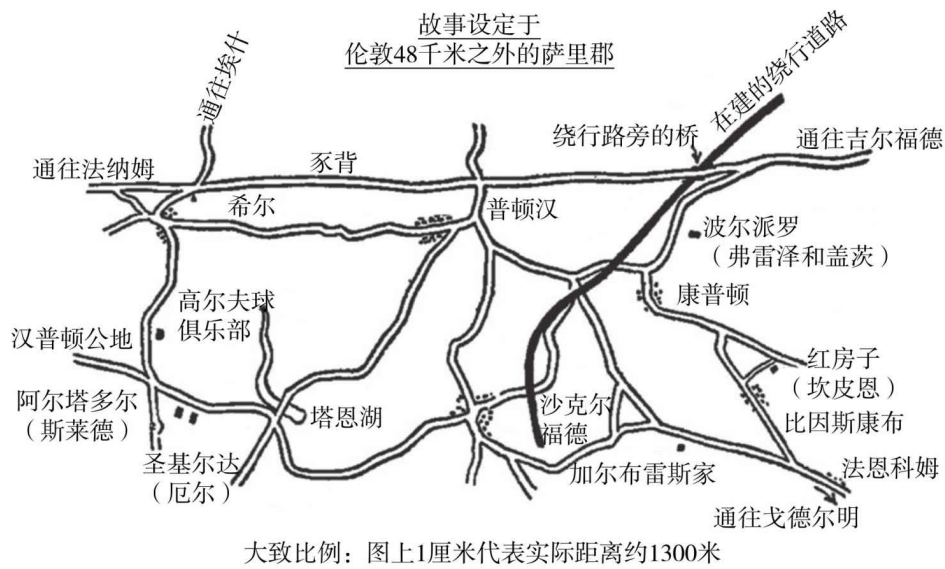 故事设定于
伦敦48千米之外的萨里郡
通往埃什
在建的绕行道路
绕行路旁的桥
通往吉尔福德
通往法纳姆
豕背
希尔
普顿汉
波尔派罗
（弗雷泽和盖茨）
高尔夫球
俱乐部
康普顿
汉普顿公地
红房子
（坎皮恩）
阿尔塔多尔
（斯莱德）
塔恩湖
沙克尔
福德
比因斯康布
圣基尔达
（厄尔）
加尔布雷斯家
法恩科姆
通往戈德尔明
大致比例：图上1厘米代表实际距离约1300米